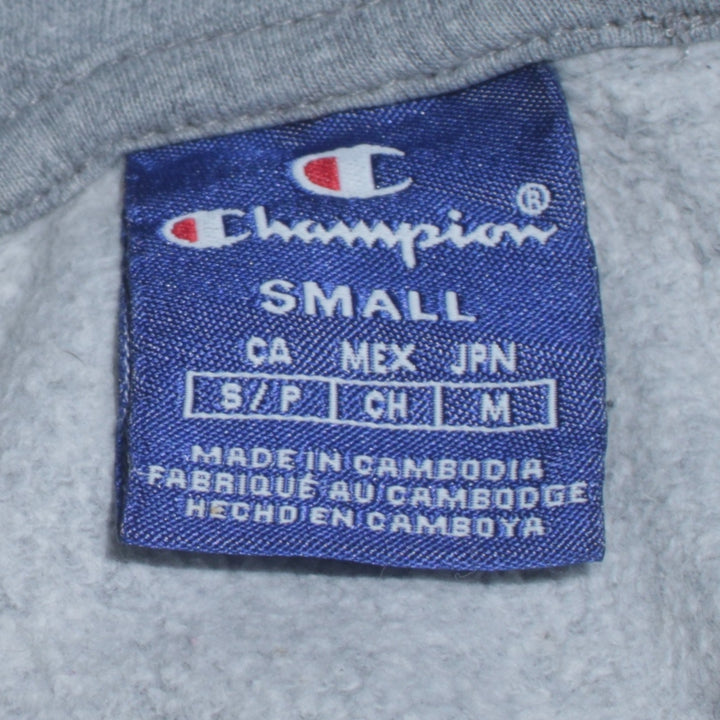 Champion®
SMALL
CA MEX JPN
S/P CH M
MADE IN CAMBODIA
FABRIQUÉ AU CAMBODGE
HECHO EN CAMBOYA